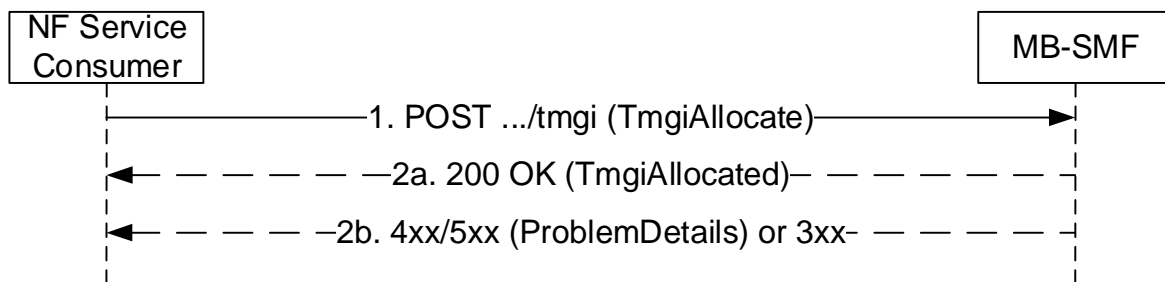 NF Service
Consumer
MB-SMF
1. POST .../tmgi (TmgiAllocate)
2a. 200 OK (TmgiAllocated)
2b. 4xx/5xx (ProblemDetails) or 3xx